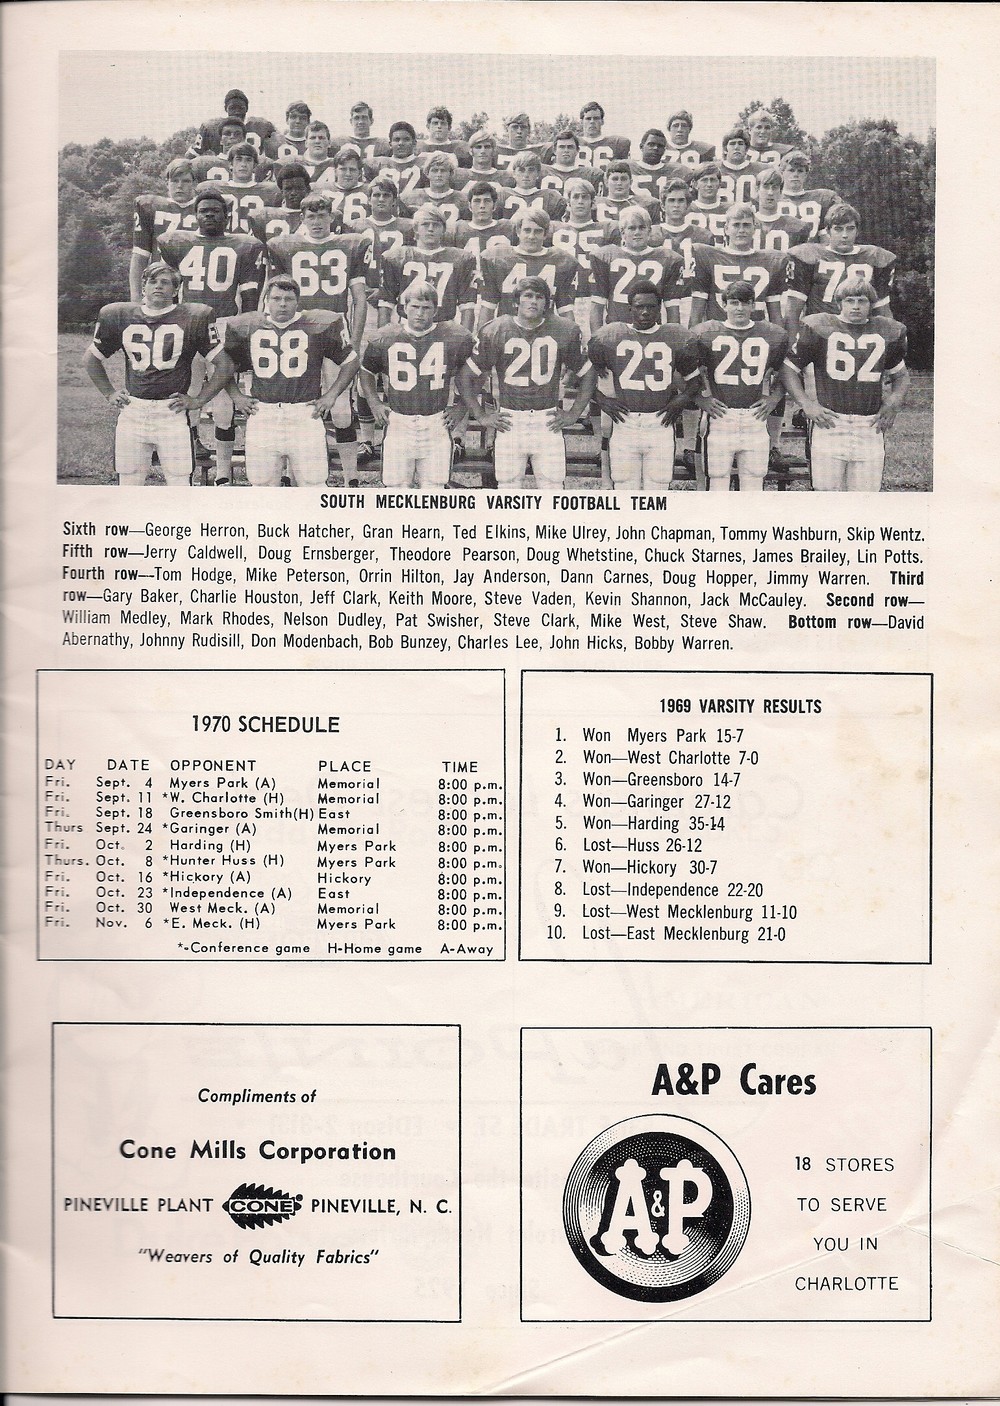 40 63 27 44 22 52 78
60 68 64 20 23 29 62
SOUTH MECKLENBURG VARSITY FOOTBALL TEAM
Sixth row—George Herron, Buck Hatcher, Gran Hearn, Ted Elkins, Mike Ulrey, John Chapman, Tommy Washburn, Skip Wentz.
Fifth row—Jerry Caldwell, Doug Ernsberger, Theodore Pearson, Doug Whetstine, Chuck Starnes, James Brailey, Lin Potts.
Fourth row—Tom Hodge, Mike Peterson, Orrin Hilton, Jay Anderson, Dann Carnes, Doug Hopper, Jimmy Warren. Third
row—Gary Baker, Charlie Houston, Jeff Clark, Keith Moore, Steve Vaden, Kevin Shannon, Jack McCauley. Second row—
William Medley, Mark Rhodes, Nelson Dudley, Pat Swisher, Steve Clark, Mike West, Steve Shaw. Bottom row—David
Abernathy, Johnny Rudisill, Don Modenbach, Bob Bunzey, Charles Lee, John Hicks, Bobby Warren.
1970 SCHEDULE
DAY DATE OPPONENT PLACE TIME
Fri. Sept. 4 Myers Park (A) Memorial 8:00 p.m.
Fri. Sept. 11 *W. Charlotte (H) Memorial 8:00 p.m.
Fri. Sept. 18 Greensboro Smith(H) East 8:00 p.m.
Thurs Sept. 24 *Garinger (A) Memorial 8:00 p.m.
Fri. Oct. 2 Harding (H) Myers Park 8:00 p.m.
Thurs. Oct. 8 *Hunter Huss (H) Myers Park 8:00 p.m.
Fri. Oct. 16 *Hickory (A) Hickory 8:00 p.m.
Fri. Oct. 23 *Independence (A) East 8:00 p.m.
Fri. Oct. 30 West Meck. (A) Memorial 8:00 p.m.
Fri. Nov. 6 *E. Meck. (H) Myers Park 8:00 p.m.
*-Conference game H-Home game A-Away
1969 VARSITY RESULTS
1. Won Myers Park 15-7
2. Won—West Charlotte 7-0
3. Won—Greensboro 14-7
4. Won—Garinger 27-12
5. Won—Harding 35-14
6. Lost—Huss 26-12
7. Won—Hickory 30-7
8. Lost—Independence 22-20
9. Lost—West Mecklenburg 11-10
10. Lost—East Mecklenburg 21-0
Compliments of
Cone Mills Corporation
PINEVILLE PLANT CONE PINEVILLE, N. C.
"Weavers of Quality Fabrics"
A&P Cares
A&P
18 STORES
TO SERVE
YOU IN
CHARLOTTE